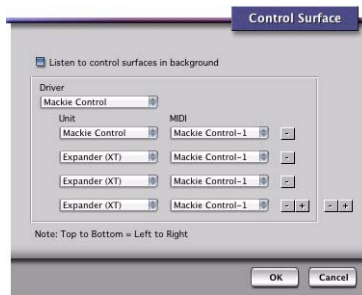 Control Surface
Listen to control surfaces in background
Driver
Mackie Control
Unit MIDI
Mackie Control Mackie Control-1 -
Expander (XT) Mackie Control-1 -
Expander (XT) Mackie Control-1 -
Expander (XT) Mackie Control-1 - + - +
Note: Top to Bottom = Left to Right
OK Cancel